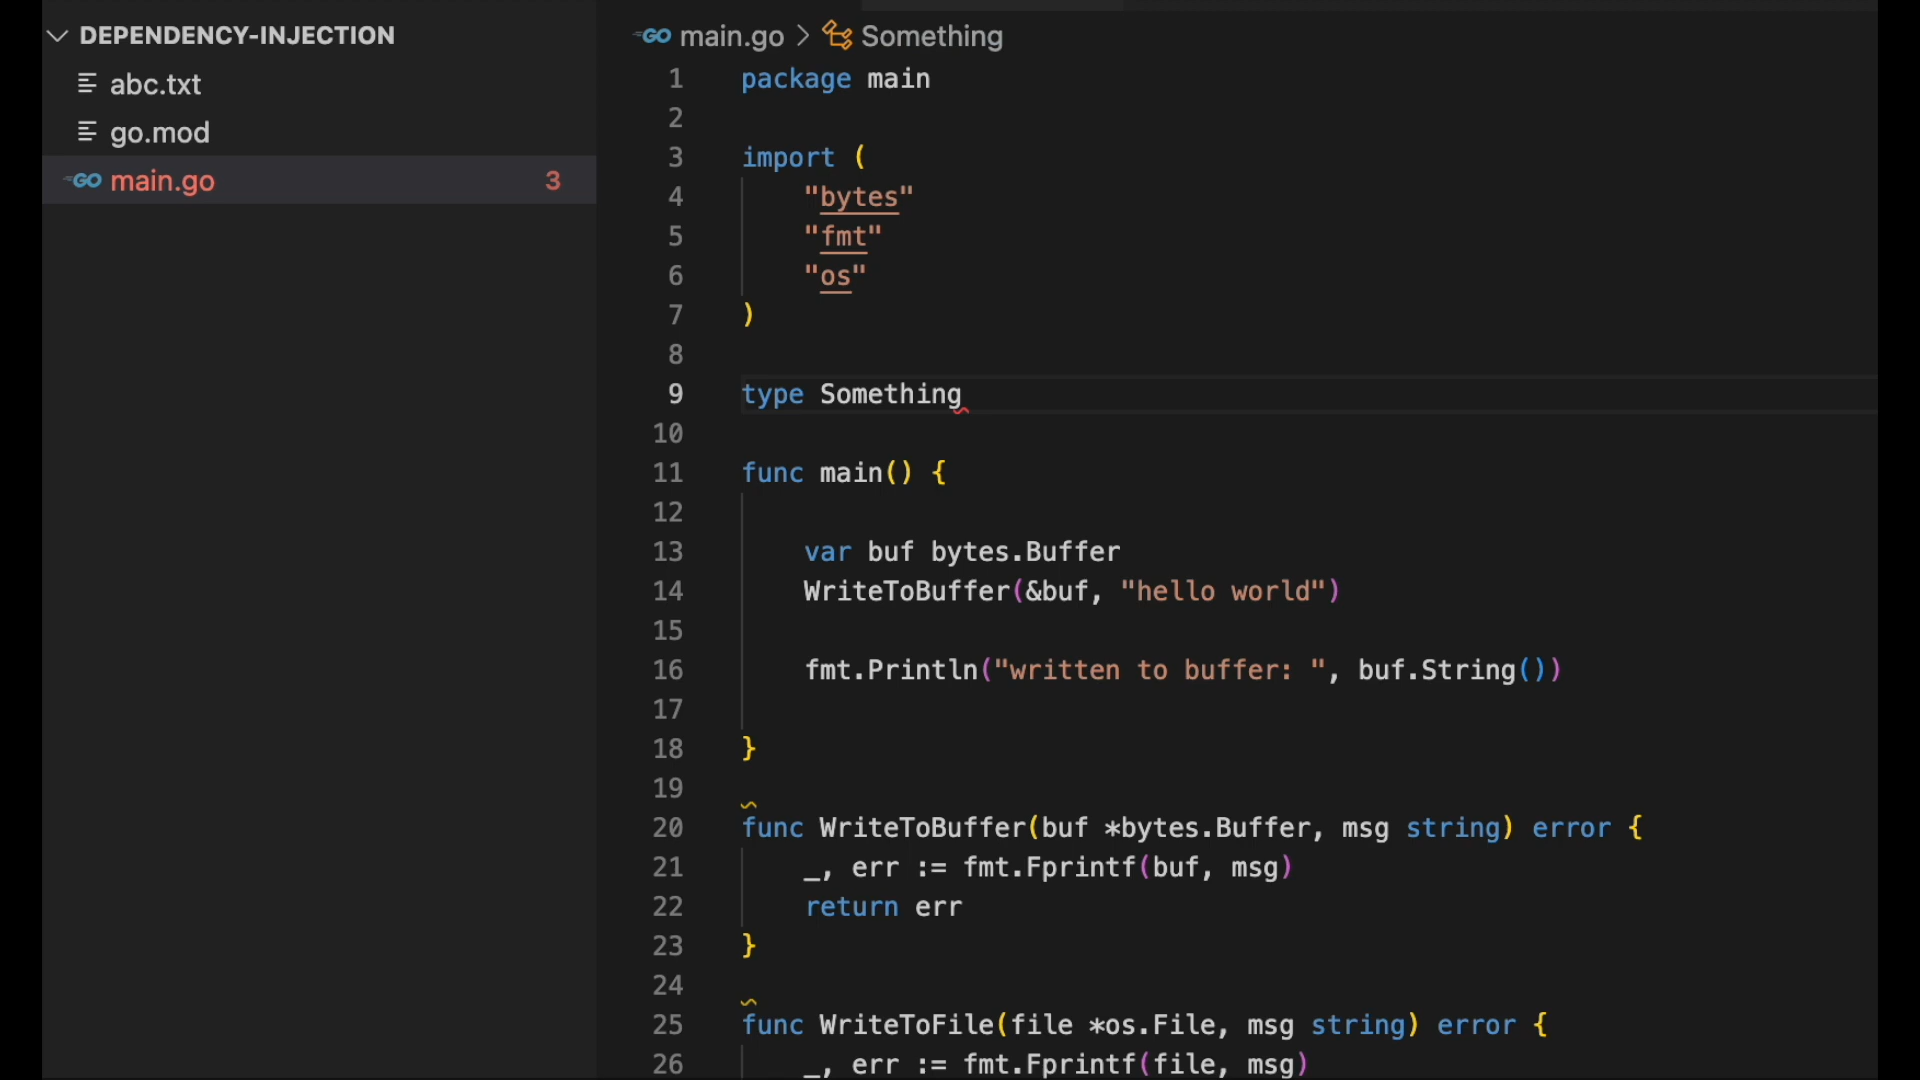 DEPENDENCY-INJECTION
abc.txt
go.mod
GO main.go 3
GO main.go > Something
1 package main
2
3 import (
4 "bytes"
5 "fmt"
6 "os"
7 )
8
9 type Something
10
11 func main() {
12
13 var buf bytes.Buffer
14 WriteToBuffer(&buf, "hello world")
15
16 fmt.Println("written to buffer: ", buf.String())
17
18 }
19
20 func WriteToBuffer(buf *bytes.Buffer, msg string) error {
21 _, err := fmt.Fprintf(buf, msg)
22 return err
23 }
24
25 func WriteToFile(file *os.File, msg string) error {
26 _, err := fmt.Fprintf(file, msg)